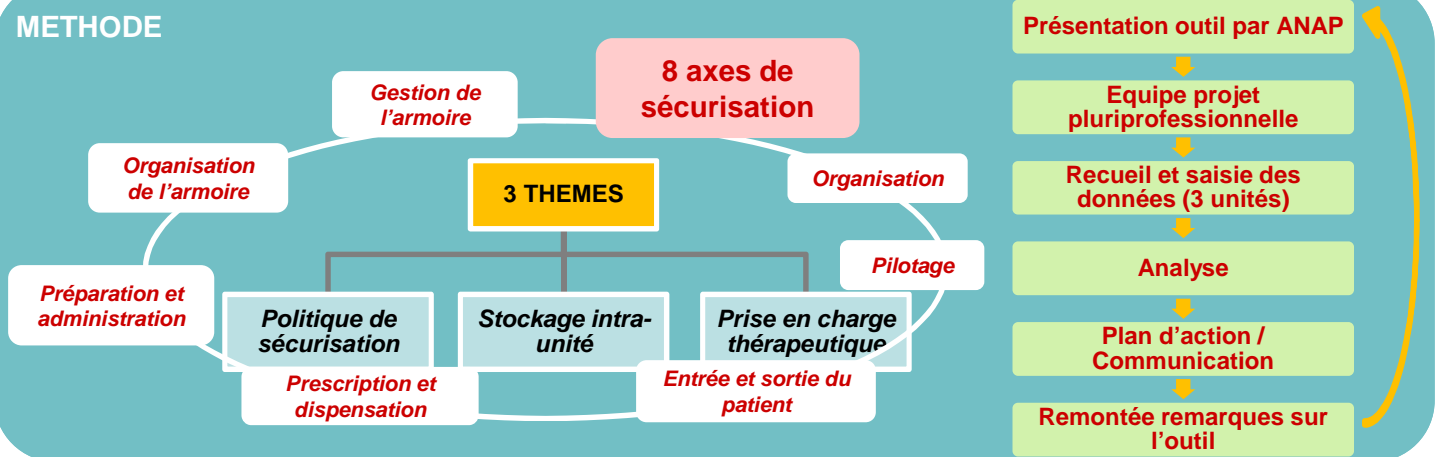 METHODE
8 axes de
sécurisation
Gestion de
l'armoire
Organisation
de l'armoire
Organisation
3 THEMES
Pilotage
Préparation et
administration
Politique de
sécurisation
Stockage intra-
unité
Prise en charge
thérapeutique
Prescription et
dispensation
Entrée et sortie du
patient
Présentation outil par ANAP
Equipe projet
pluriprofessionnelle
Recueil et saisie des
données (3 unités)
Analyse
Plan d'action /
Communication
Remontée remarques sur
l'outil